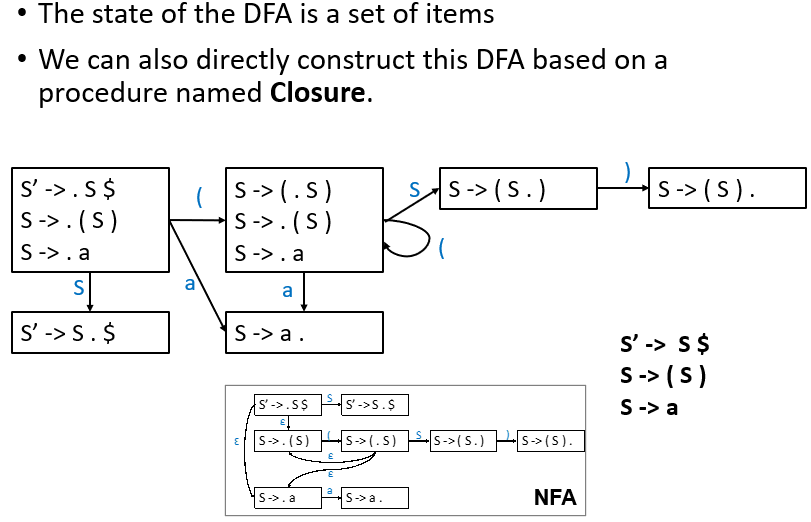 • The state of the DFA is a set of items
• We can also directly construct this DFA based on a
procedure named Closure.
S' -> . S $
S -> . ( S )
S -> . a
(
S -> ( . S )
S -> . ( S )
S -> . a
S
S -> ( S . )
)
S -> ( S ) .
(
S
a
a
S' -> S . $
S -> a .
S' -> S $
S -> ( S )
S -> a
S'->.S$
S
S'->S.$
ε
ε
S->.(S)
(
S->(.S)
S
S->(S.)
)
S->(S).
ε
ε
S->.a
a
S->a.
NFA